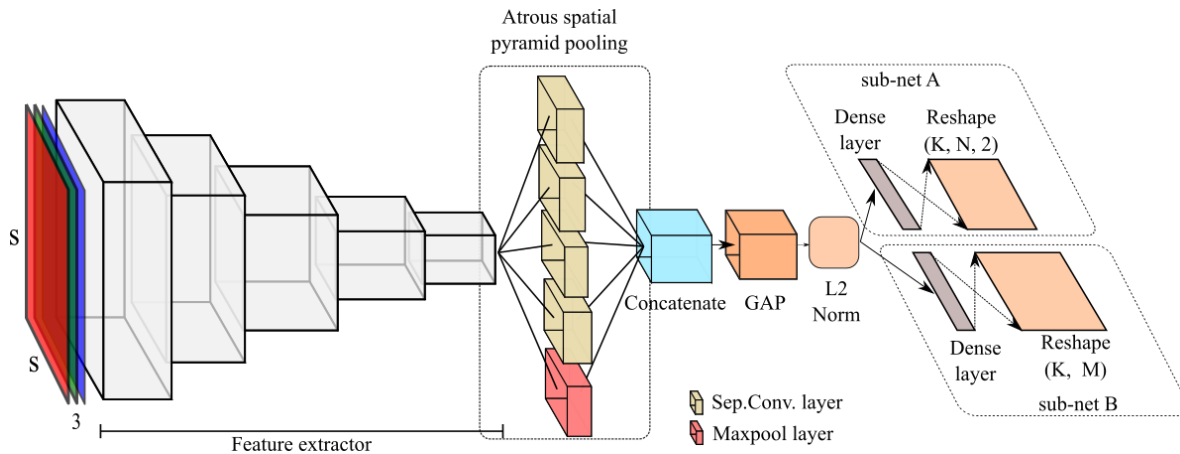 Atrous spatial
pyramid pooling
S
S
3
Feature extractor
Concatenate
GAP
L2
Norm
sub-net A
Dense
layer
Reshape
(K, N, 2)
Dense
layer
Reshape
(K, M)
sub-net B
Sep.Conv. layer
Maxpool layer